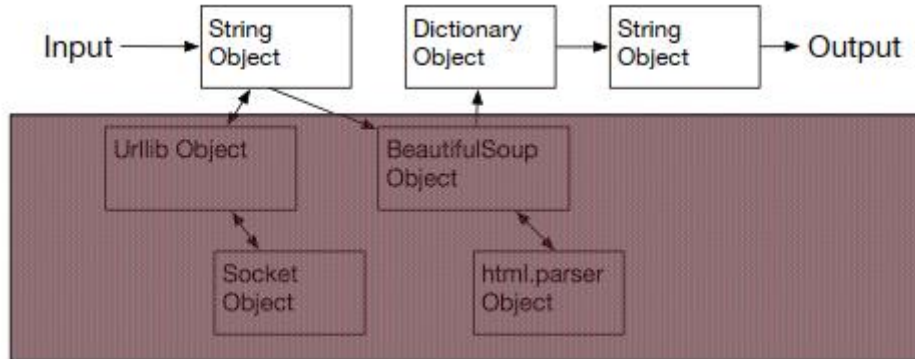 Input
String
Object
Dictionary
Object
String
Object
Output
Urllib Object
BeautifulSoup
Object
Socket
Object
html.parser
Object